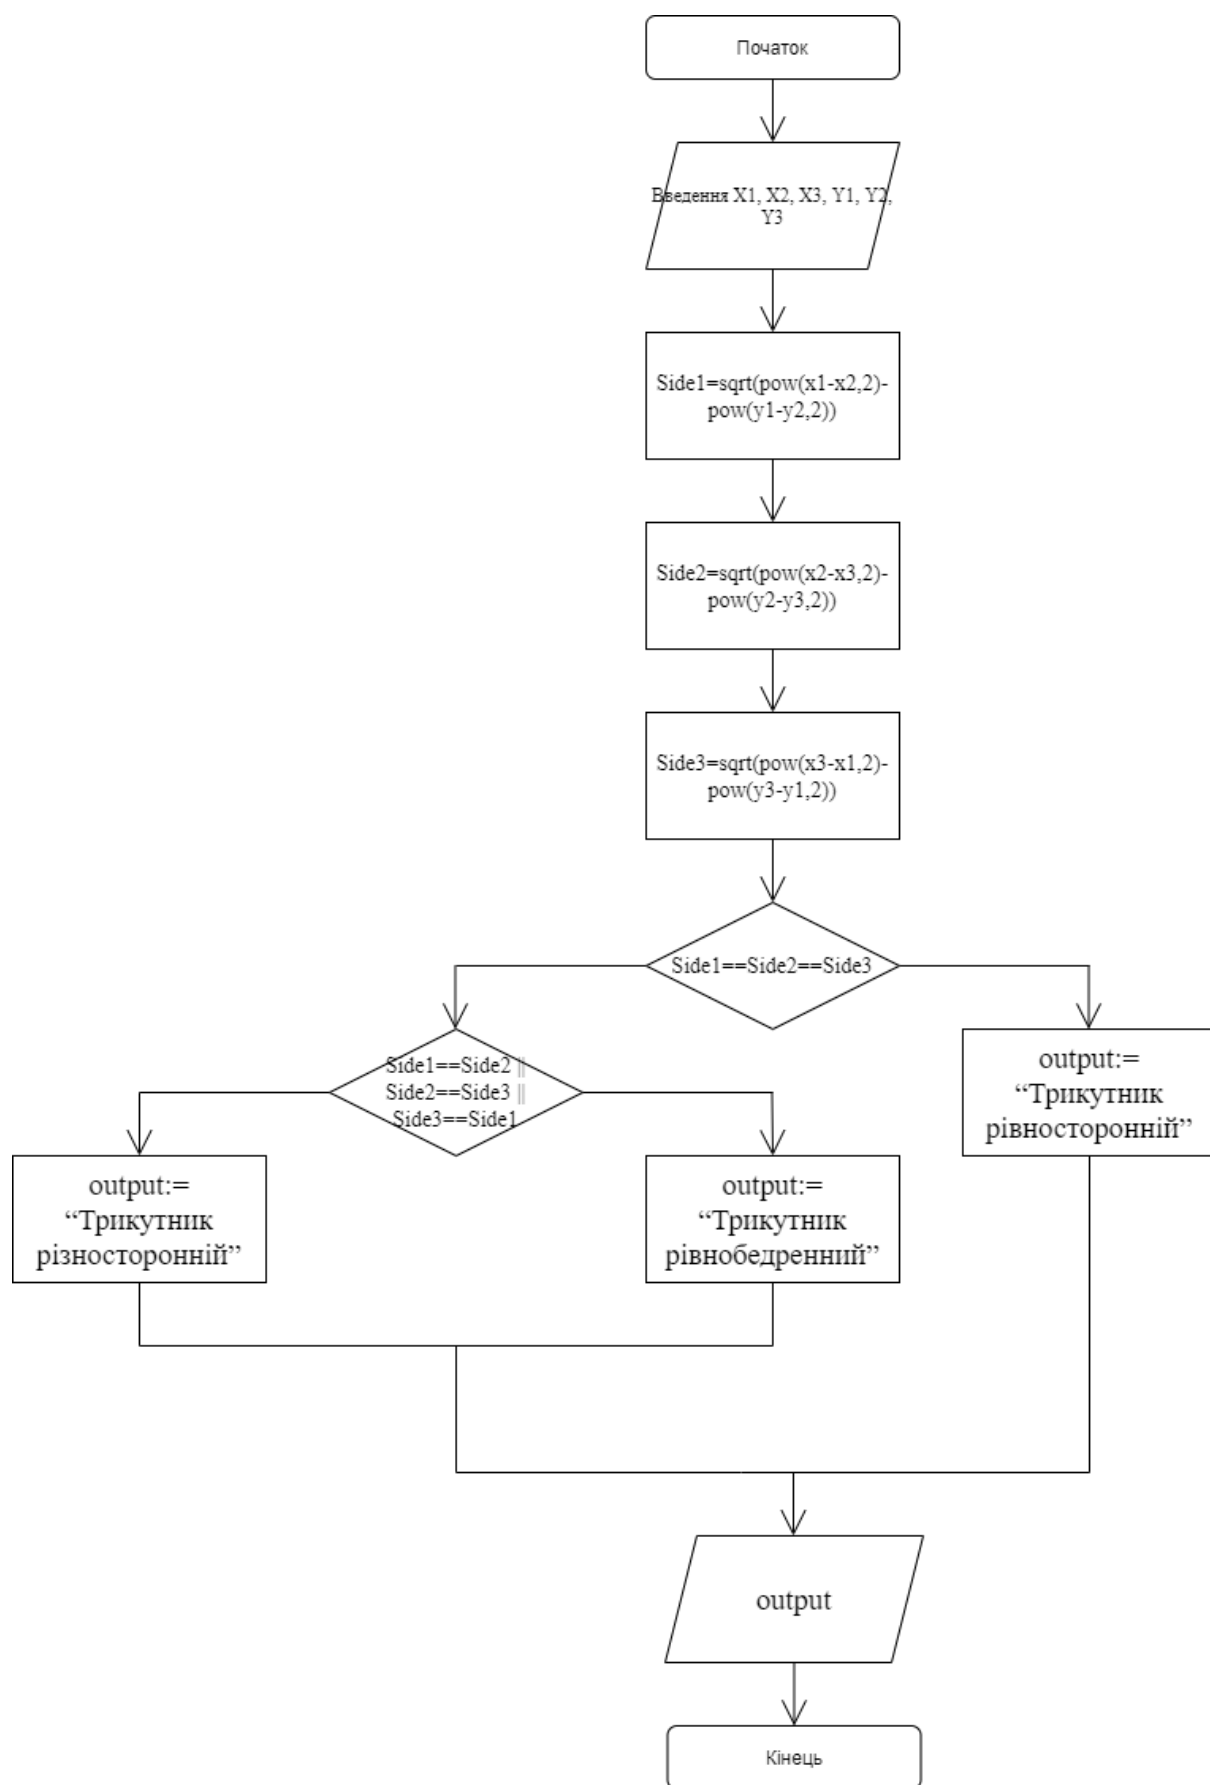 Початок
Введення X1, X2, X3, Y1, Y2,
Y3
Side1=sqrt(pow(x1-x2,2)-
pow(y1-y2,2))
Side2=sqrt(pow(x2-x3,2)-
pow(y2-y3,2))
Side3=sqrt(pow(x3-x1,2)-
pow(y3-y1,2))
Side1==Side2==Side3
Side1==Side2 ||
Side2==Side3 ||
Side3==Side1
output:=
“Трикутник
рівносторонній”
output:=
“Трикутник
різносторонній”
output:=
“Трикутник
рівнобедренний”
output
Кінець